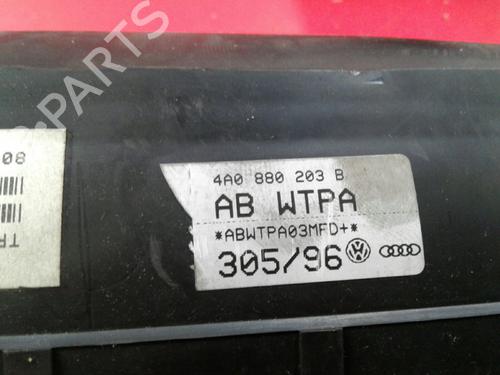 B-PARTS
4A0 880 203 B
AB WTPA
*ABWTPA03MFD+*
305/96